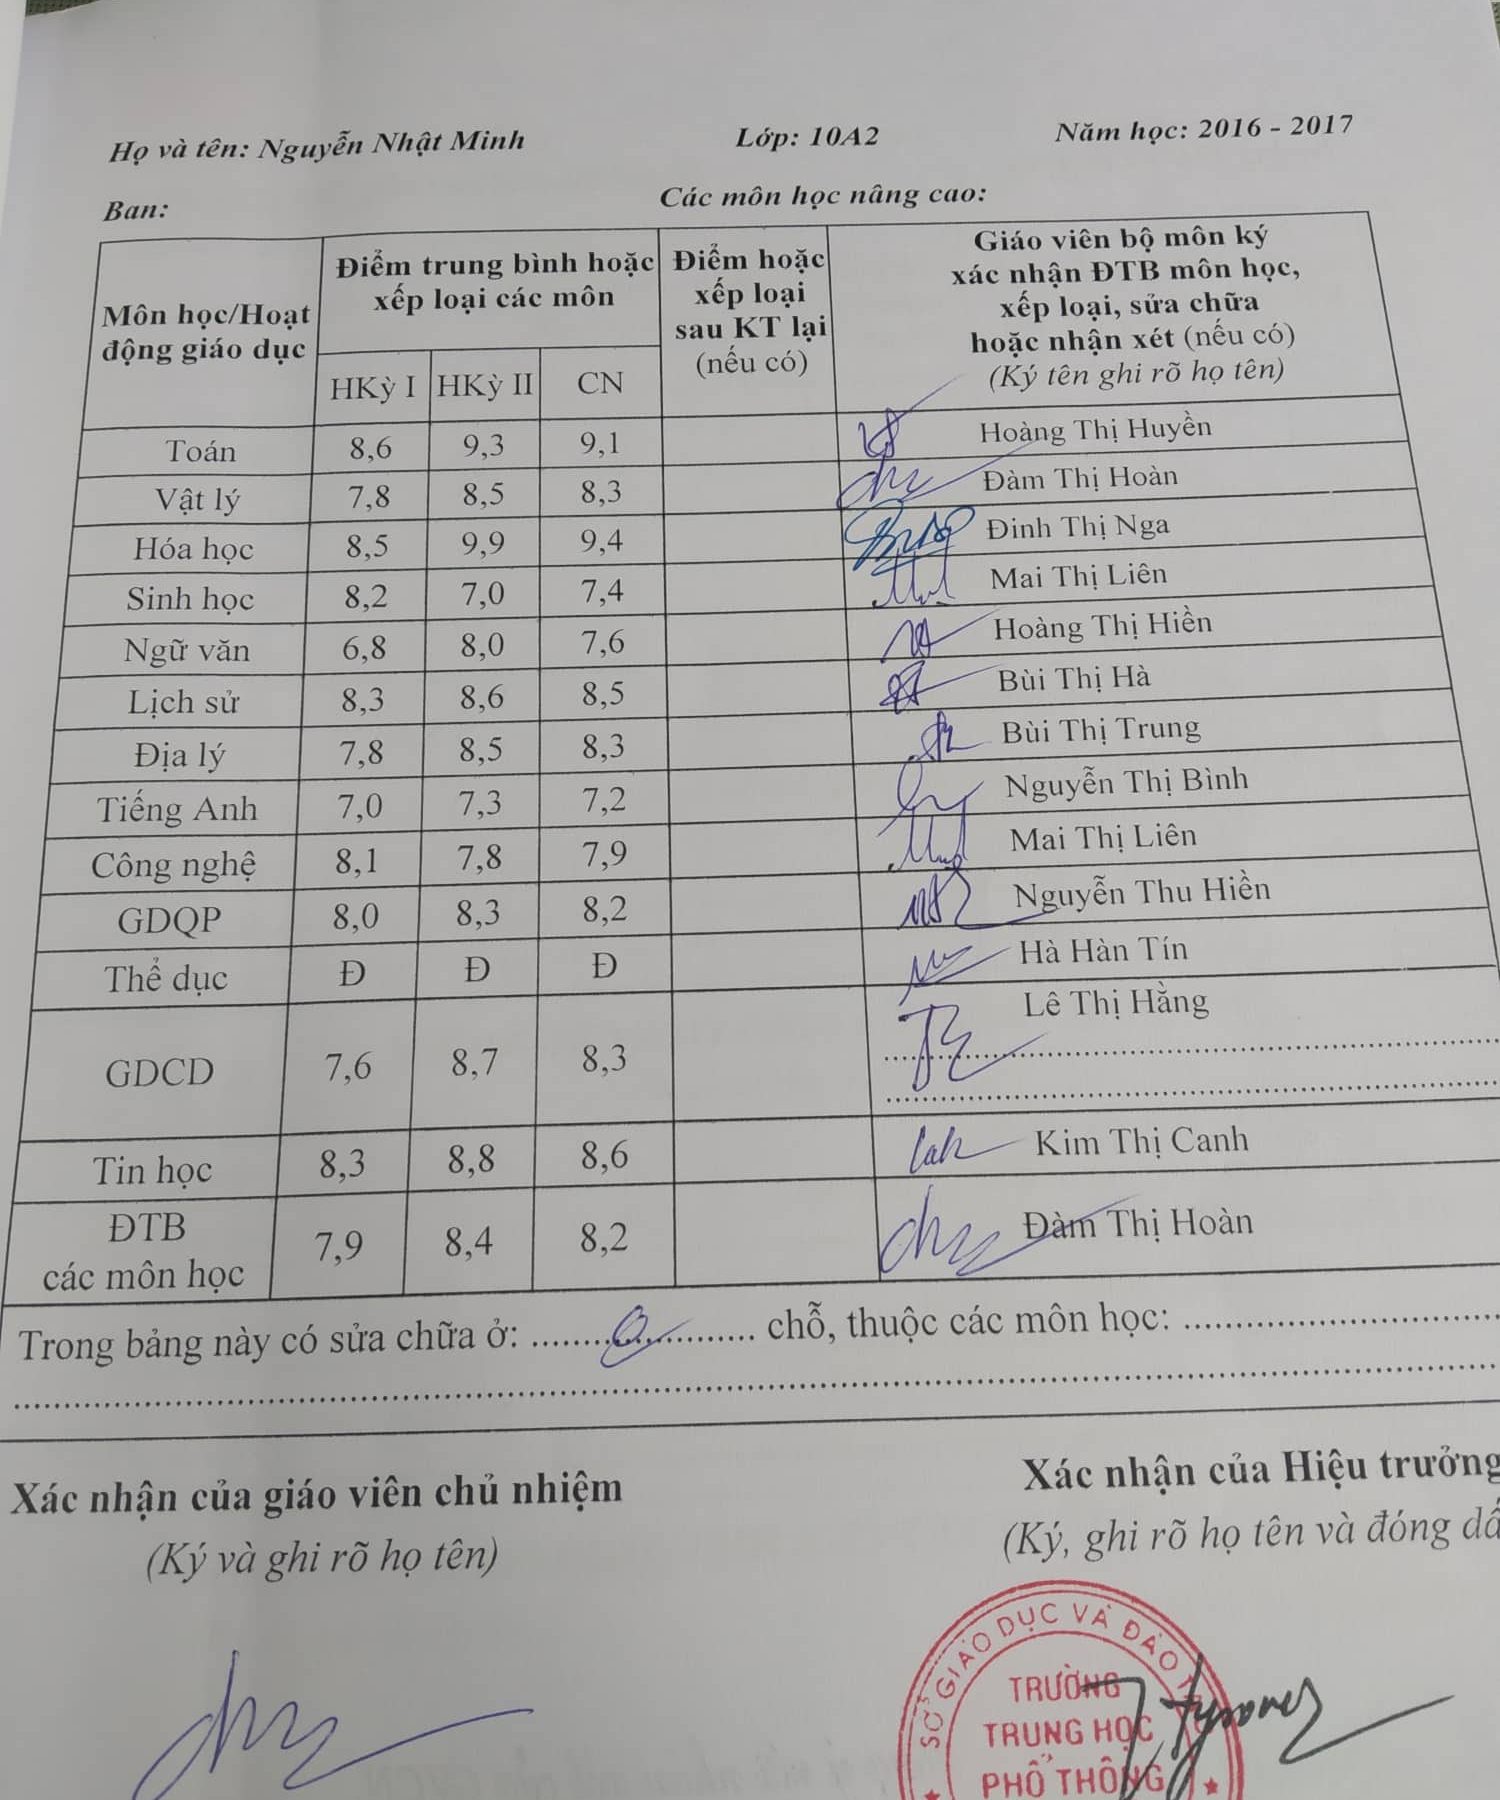 Họ và tên: Nguyễn Nhật Minh Lớp: 10A2 Năm học: 2016 - 2017
Ban: Các môn học nâng cao:
Môn học/Hoạt động giáo dục
Điểm trung bình hoặc xếp loại các môn
HKỳ I HKỳ II CN
Điểm hoặc xếp loại sau KT lại (nếu có)
Giáo viên bộ môn ký
xác nhận ĐTB môn học,
xếp loại, sửa chữa
hoặc nhận xét (nếu có)
(Ký tên ghi rõ họ tên)
Toán 8,6 9,3 9,1 Hoàng Thị Huyền
Vật lý 7,8 8,5 8,3 Đàm Thị Hoàn
Hóa học 8,5 9,9 9,4 Đinh Thị Nga
Sinh học 8,2 7,0 7,4 Mai Thị Liên
Ngữ văn 6,8 8,0 7,6 Hoàng Thị Hiền
Lịch sử 8,3 8,6 8,5 Bùi Thị Hà
Địa lý 7,8 8,5 8,3 Bùi Thị Trung
Tiếng Anh 7,0 7,3 7,2 Nguyễn Thị Bình
Công nghệ 8,1 7,8 7,9 Mai Thị Liên
GDQP 8,0 8,3 8,2 Nguyễn Thu Hiền
Thể dục Đ Đ Đ Hà Hàn Tín
GDCD 7,6 8,7 8,3 Lê Thị Hằng
Tin học 8,3 8,8 8,6 Kim Thị Canh
ĐTB các môn học 7,9 8,4 8,2 Đàm Thị Hoàn
Trong bảng này có sửa chữa ở: 0 chỗ, thuộc các môn học:
Xác nhận của giáo viên chủ nhiệm
(Ký và ghi rõ họ tên)
Xác nhận của Hiệu trưởng
(Ký, ghi rõ họ tên và đóng dấ
SỞ GIÁO DỤC VÀ ĐÀO
TRƯỜNG
TRUNG HỌC
PHỔ THÔNG